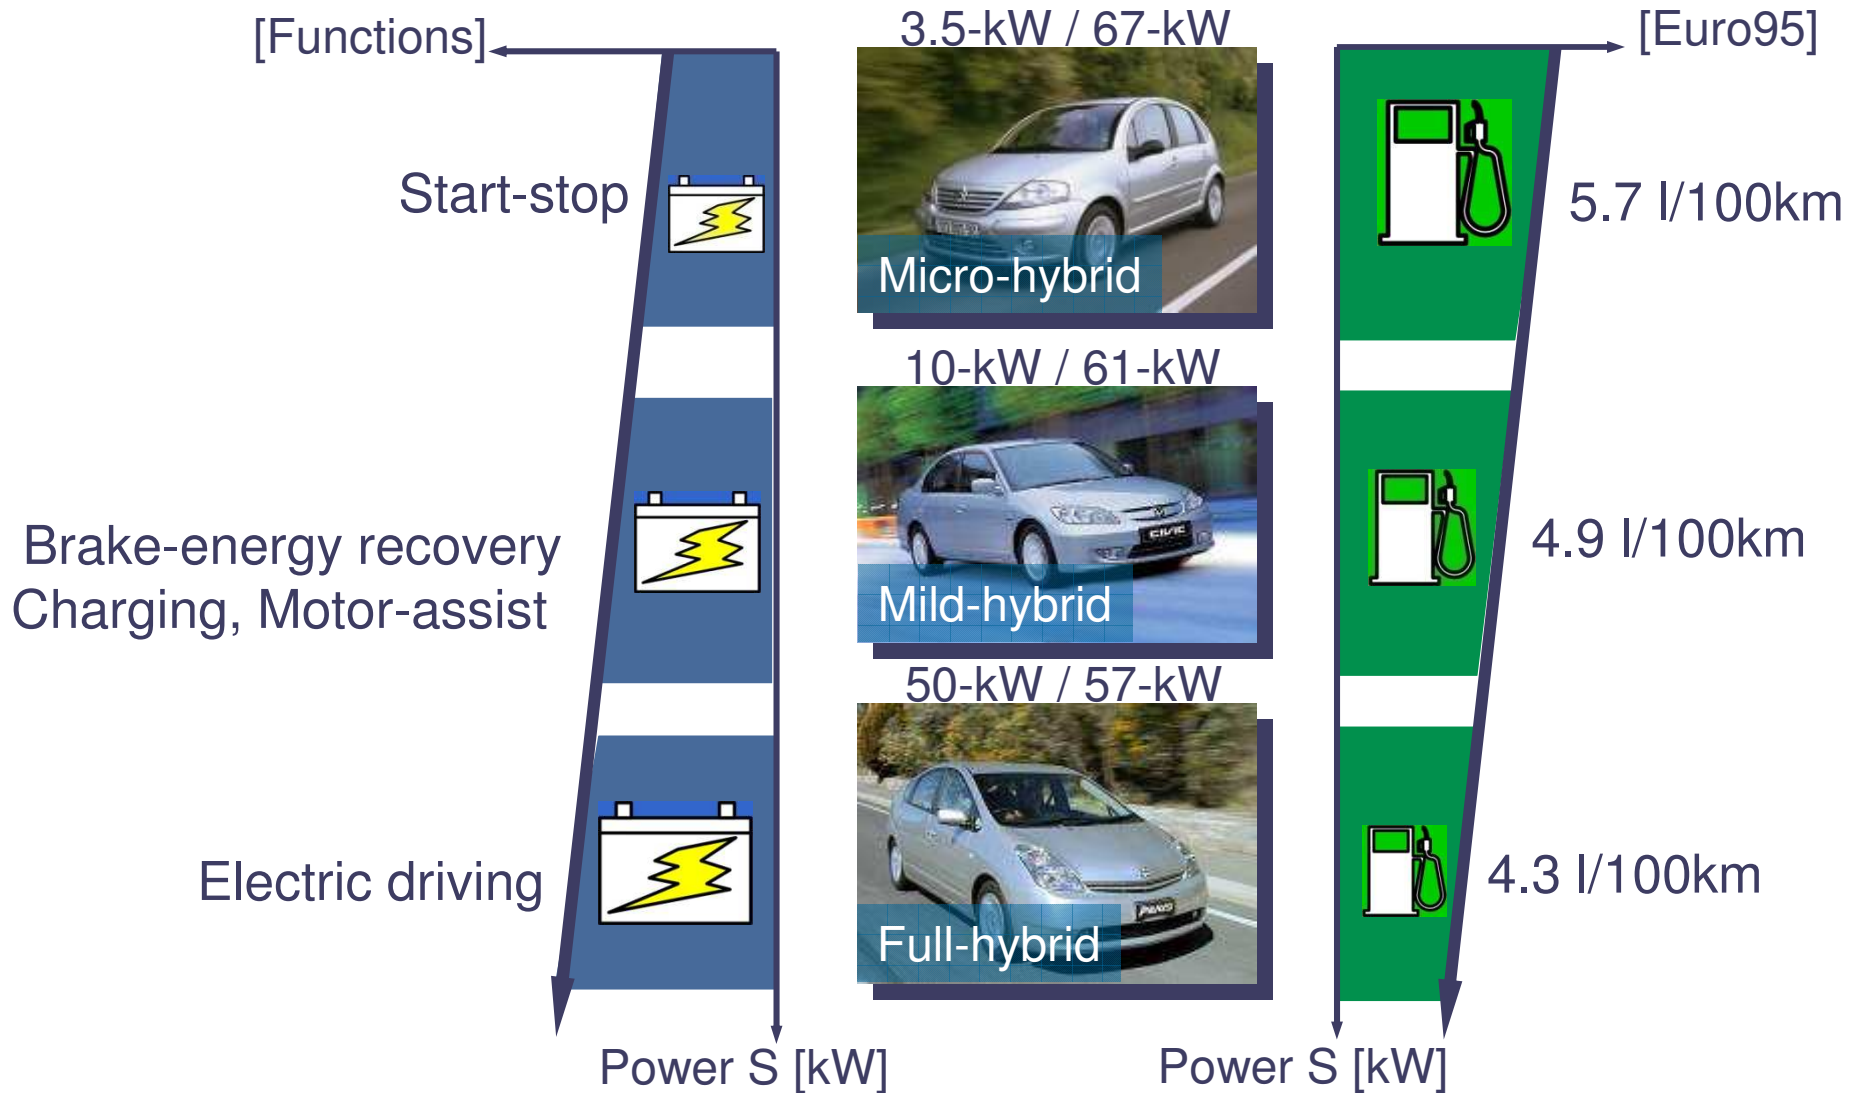 [Functions]
3.5-kW / 67-kW
[Euro95]
Start-stop
Micro-hybrid
5.7 l/100km
10-kW / 61-kW
Brake-energy recovery
Charging, Motor-assist
CIVIC
Mild-hybrid
4.9 l/100km
50-kW / 57-kW
Electric driving
PRIUS
Full-hybrid
4.3 l/100km
Power S [kW]
Power S [kW]